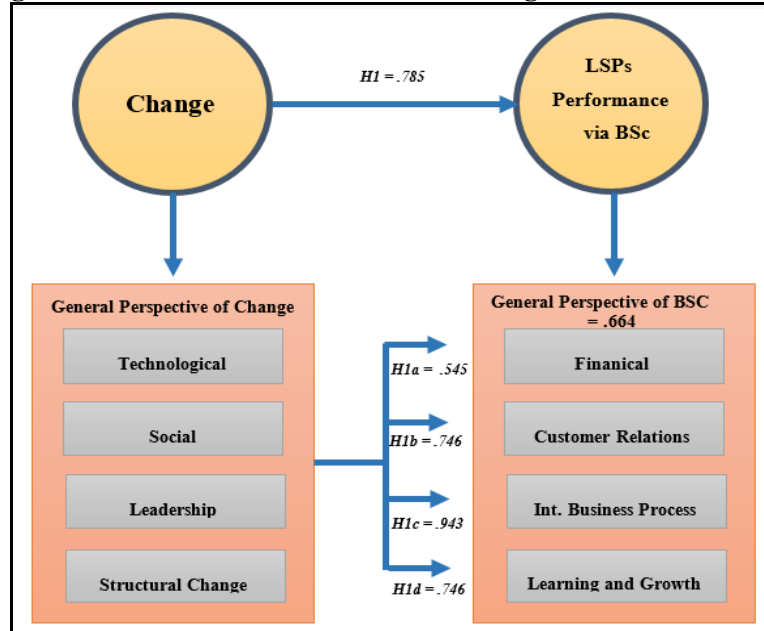 Change
H1 = .785
LSPs
Performance
via BSc
General Perspective of Change
Technological
Social
Leadership
Structural Change
H1a = .545
H1b = .746
H1c = .943
H1d = .746
General Perspective of BSC
= .664
Finanical
Customer Relations
Int. Business Process
Learning and Growth